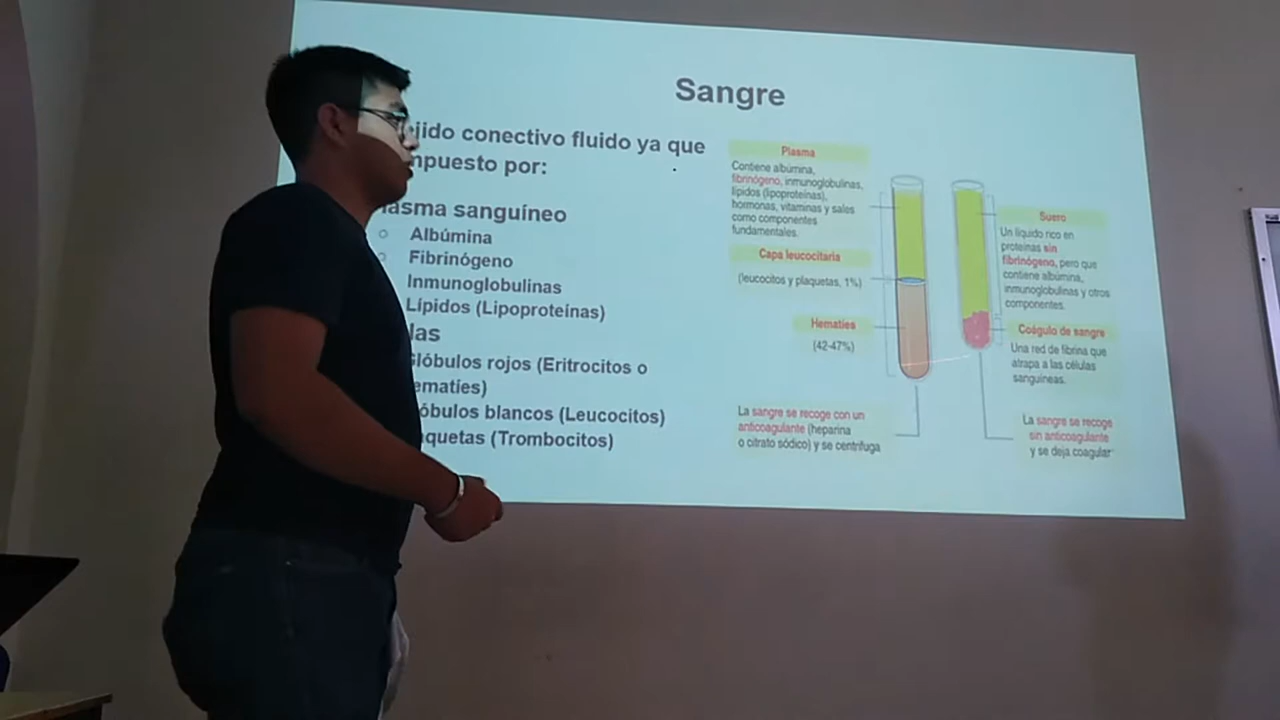 Sangre
jido conectivo fluido ya que
mpuesto por:
lasma sanguíneo
Albúmina
Fibrinógeno
Inmunoglobulinas
Lípidos (Lipoproteínas)
las
Glóbulos rojos (Eritrocitos o
ematíes)
óbulos blancos (Leucocitos)
quetas (Trombocitos)
Plasma
Contiene albúmina,
fibrinógeno, inmunoglobulinas,
lípidos (lipoproteínas),
hormonas, vitaminas y sales
como componentes
fundamentales.
Capa leucocitaria
(leucocitos y plaquetas, 1%)
Hematíes
(42-47%)
La sangre se recoge con un
anticoagulante (heparina
o citrato sódico) y se centrifuga
Suero
Un líquido rico en
proteínas sin
fibrinógeno, pero que
contiene albúmina,
inmunoglobulinas y otros
componentes.
Coágulo de sangre
Una red de fibrina que
atrapa a las células
sanguíneas.
La sangre se recoge
sin anticoagulante
y se deja coagular